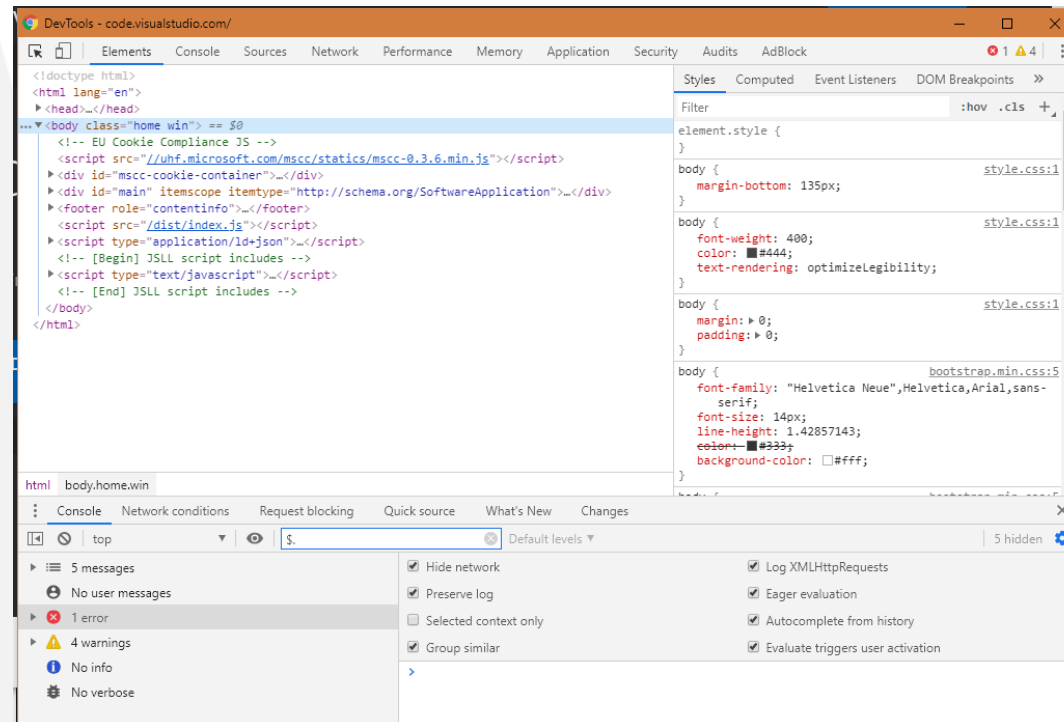 DevTools - code.visualstudio.com/
Elements Console Sources Network Performance Memory Application Security Audits AdBlock 1 4
<!doctype html>
<html lang="en">
<head>…</head>
…<body class="home win"> == $0
<!-- EU Cookie Compliance JS -->
<script src="//uhf.microsoft.com/mscc/statics/mscc-0.3.6.min.js"></script>
<div id="mscc-cookie-container">…</div>
<div id="main" itemscope itemtype="http://schema.org/SoftwareApplication">…</div>
<footer role="contentinfo">…</footer>
<script src="/dist/index.js"></script>
<script type="application/ld+json">…</script>
<!-- [Begin] JSLL script includes -->
<script type="text/javascript">…</script>
<!-- [End] JSLL script includes -->
</body>
</html>
html body.home.win
Styles Computed Event Listeners DOM Breakpoints »
Filter :hov .cls +
element.style {
}
body { style.css:1
margin-bottom: 135px;
}
body { style.css:1
font-weight: 400;
color: #444;
text-rendering: optimizeLegibility;
}
body { style.css:1
margin: 0;
padding: 0;
}
body { bootstrap.min.css:5
font-family: "Helvetica Neue",Helvetica,Arial,sans-
serif;
font-size: 14px;
line-height: 1.42857143;
color: #333;
background-color: #fff;
}
Console Network conditions Request blocking Quick source What's New Changes
top $. Default levels 5 hidden
5 messages
No user messages
1 error
4 warnings
No info
No verbose
Hide network
Preserve log
Selected context only
Group similar
Log XMLHttpRequests
Eager evaluation
Autocomplete from history
Evaluate triggers user activation
>